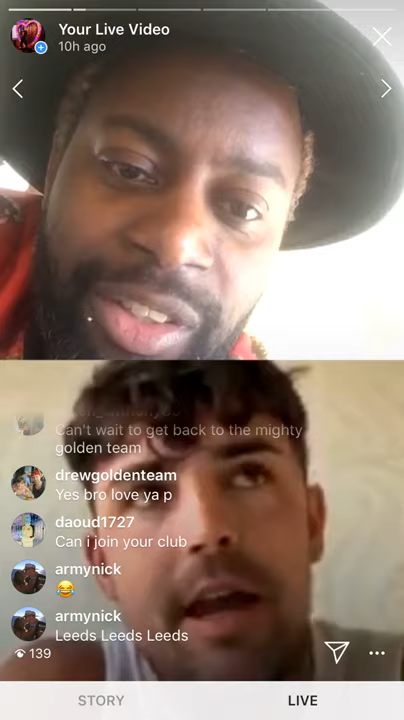 Your Live Video
10h ago
Can't wait to get back to the mighty
golden team
drewgoldenteam
Yes bro love ya p
daoud1727
Can i join your club
armynick
armynick
Leeds Leeds Leeds
139
STORY
LIVE